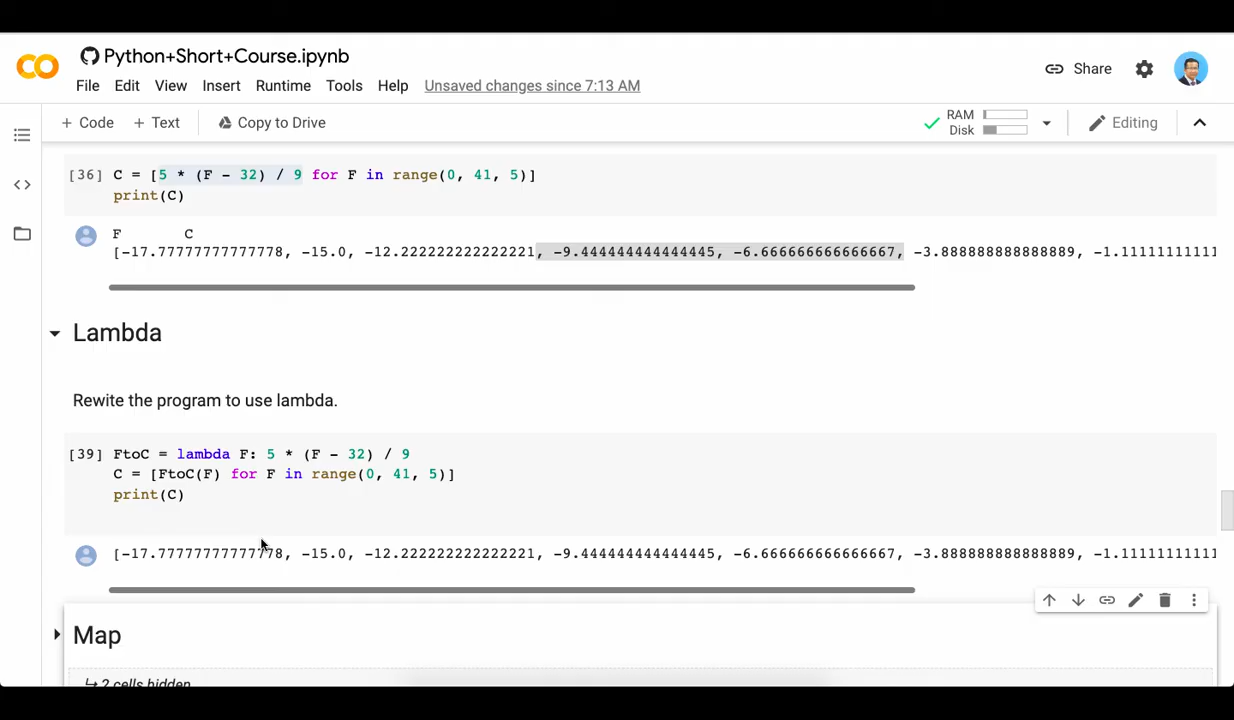 Python+Short+Course.ipynb
File Edit View Insert Runtime Tools Help Unsaved changes since 7:13 AM
Share
+ Code + Text Copy to Drive
RAM
Disk
Editing
[36] C = [5 * (F - 32) / 9 for F in range(0, 41, 5)]
print(C)
F C
[-17.77777777777778, -15.0, -12.222222222222221, -9.444444444444445, -6.666666666666667, -3.888888888888889, -1.11111111111
Lambda
Rewite the program to use lambda.
[39] FtoC = lambda F: 5 * (F - 32) / 9
C = [FtoC(F) for F in range(0, 41, 5)]
print(C)
[-17.77777777777778, -15.0, -12.222222222222221, -9.444444444444445, -6.666666666666667, -3.888888888888889, -1.11111111111
Map
2 cells hidden